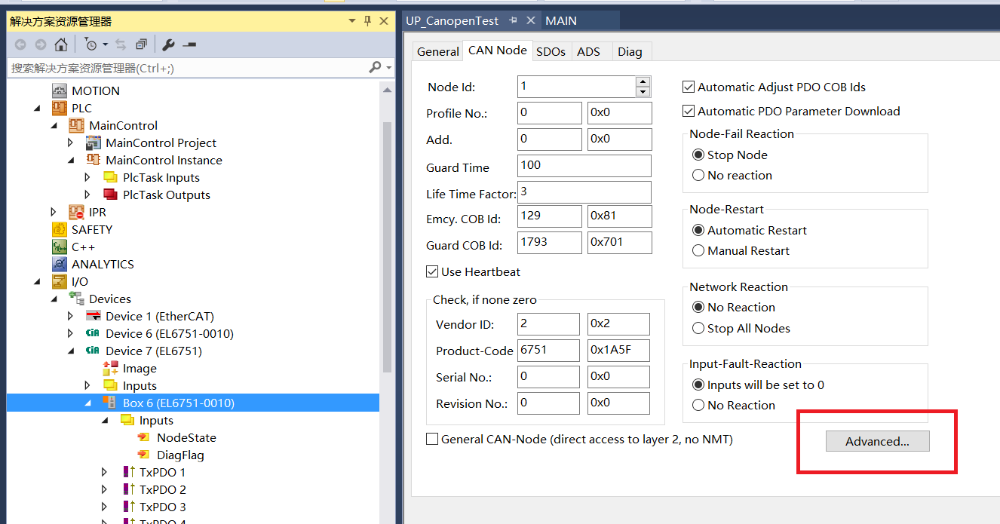 解决方案资源管理器
搜索解决方案资源管理器(Ctrl+;)
MOTION
PLC
MainControl
MainControl Project
MainControl Instance
PlcTask Inputs
PlcTask Outputs
IPR
SAFETY
C++
ANALYTICS
I/O
Devices
Device 1 (EtherCAT)
Device 6 (EL6751-0010)
Device 7 (EL6751)
Image
Inputs
Box 6 (EL6751-0010)
Inputs
NodeState
DiagFlag
TxPDO 1
TxPDO 2
TxPDO 3
TxPDO 4
UP_CanopenTest MAIN
General CAN Node SDOs ADS Diag
Node Id: 1
Profile No.: 0 0x0
Add. 0 0x0
Guard Time 100
Life Time Factor: 3
Emcy. COB Id: 129 0x81
Guard COB Id: 1793 0x701
Use Heartbeat
Check, if none zero
Vendor ID: 2 0x2
Product-Code 6751 0x1A5F
Serial No.: 0 0x0
Revision No.: 0 0x0
General CAN-Node (direct access to layer 2, no NMT)
Automatic Adjust PDO COB Ids
Automatic PDO Parameter Download
Node-Fail Reaction
Stop Node
No reaction
Node-Restart
Automatic Restart
Manual Restart
Network Reaction
No Reaction
Stop All Nodes
Input-Fault-Reaction
Inputs will be set to 0
No Reaction
Advanced...